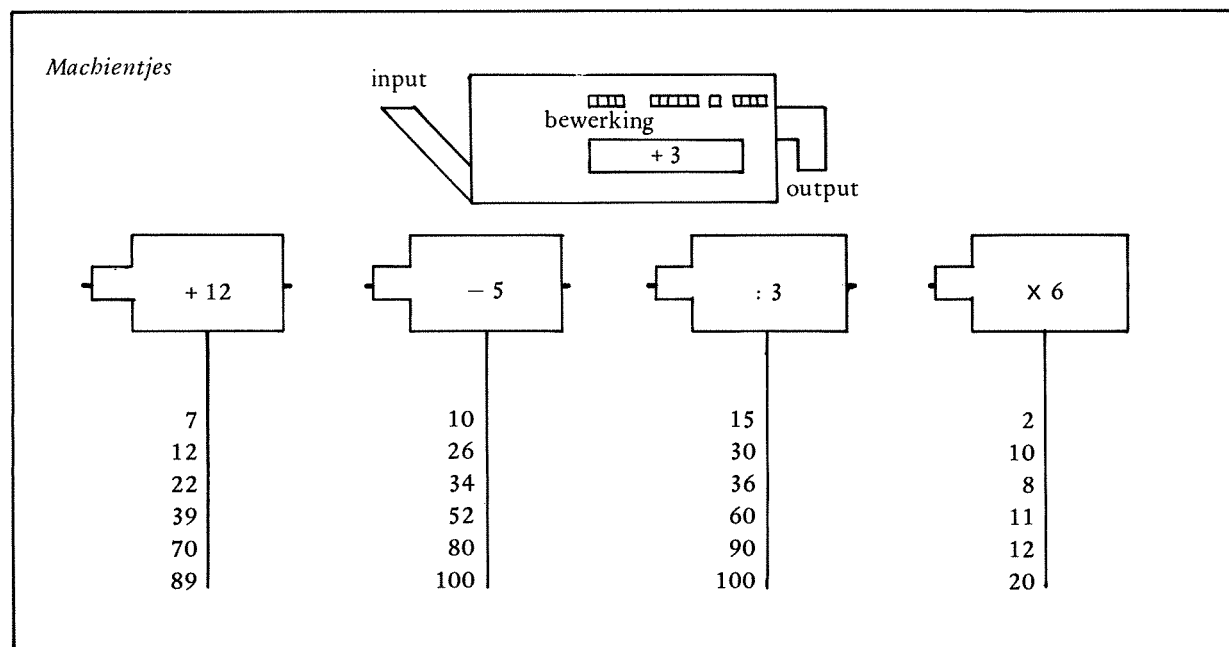 Machientjes
input
bewerking
+ 3
output
+ 12 − 5 : 3 X 6
7 10 15 2
12 26 30 10
22 34 36 8
39 52 60 11
70 80 90 12
89 100 100 20